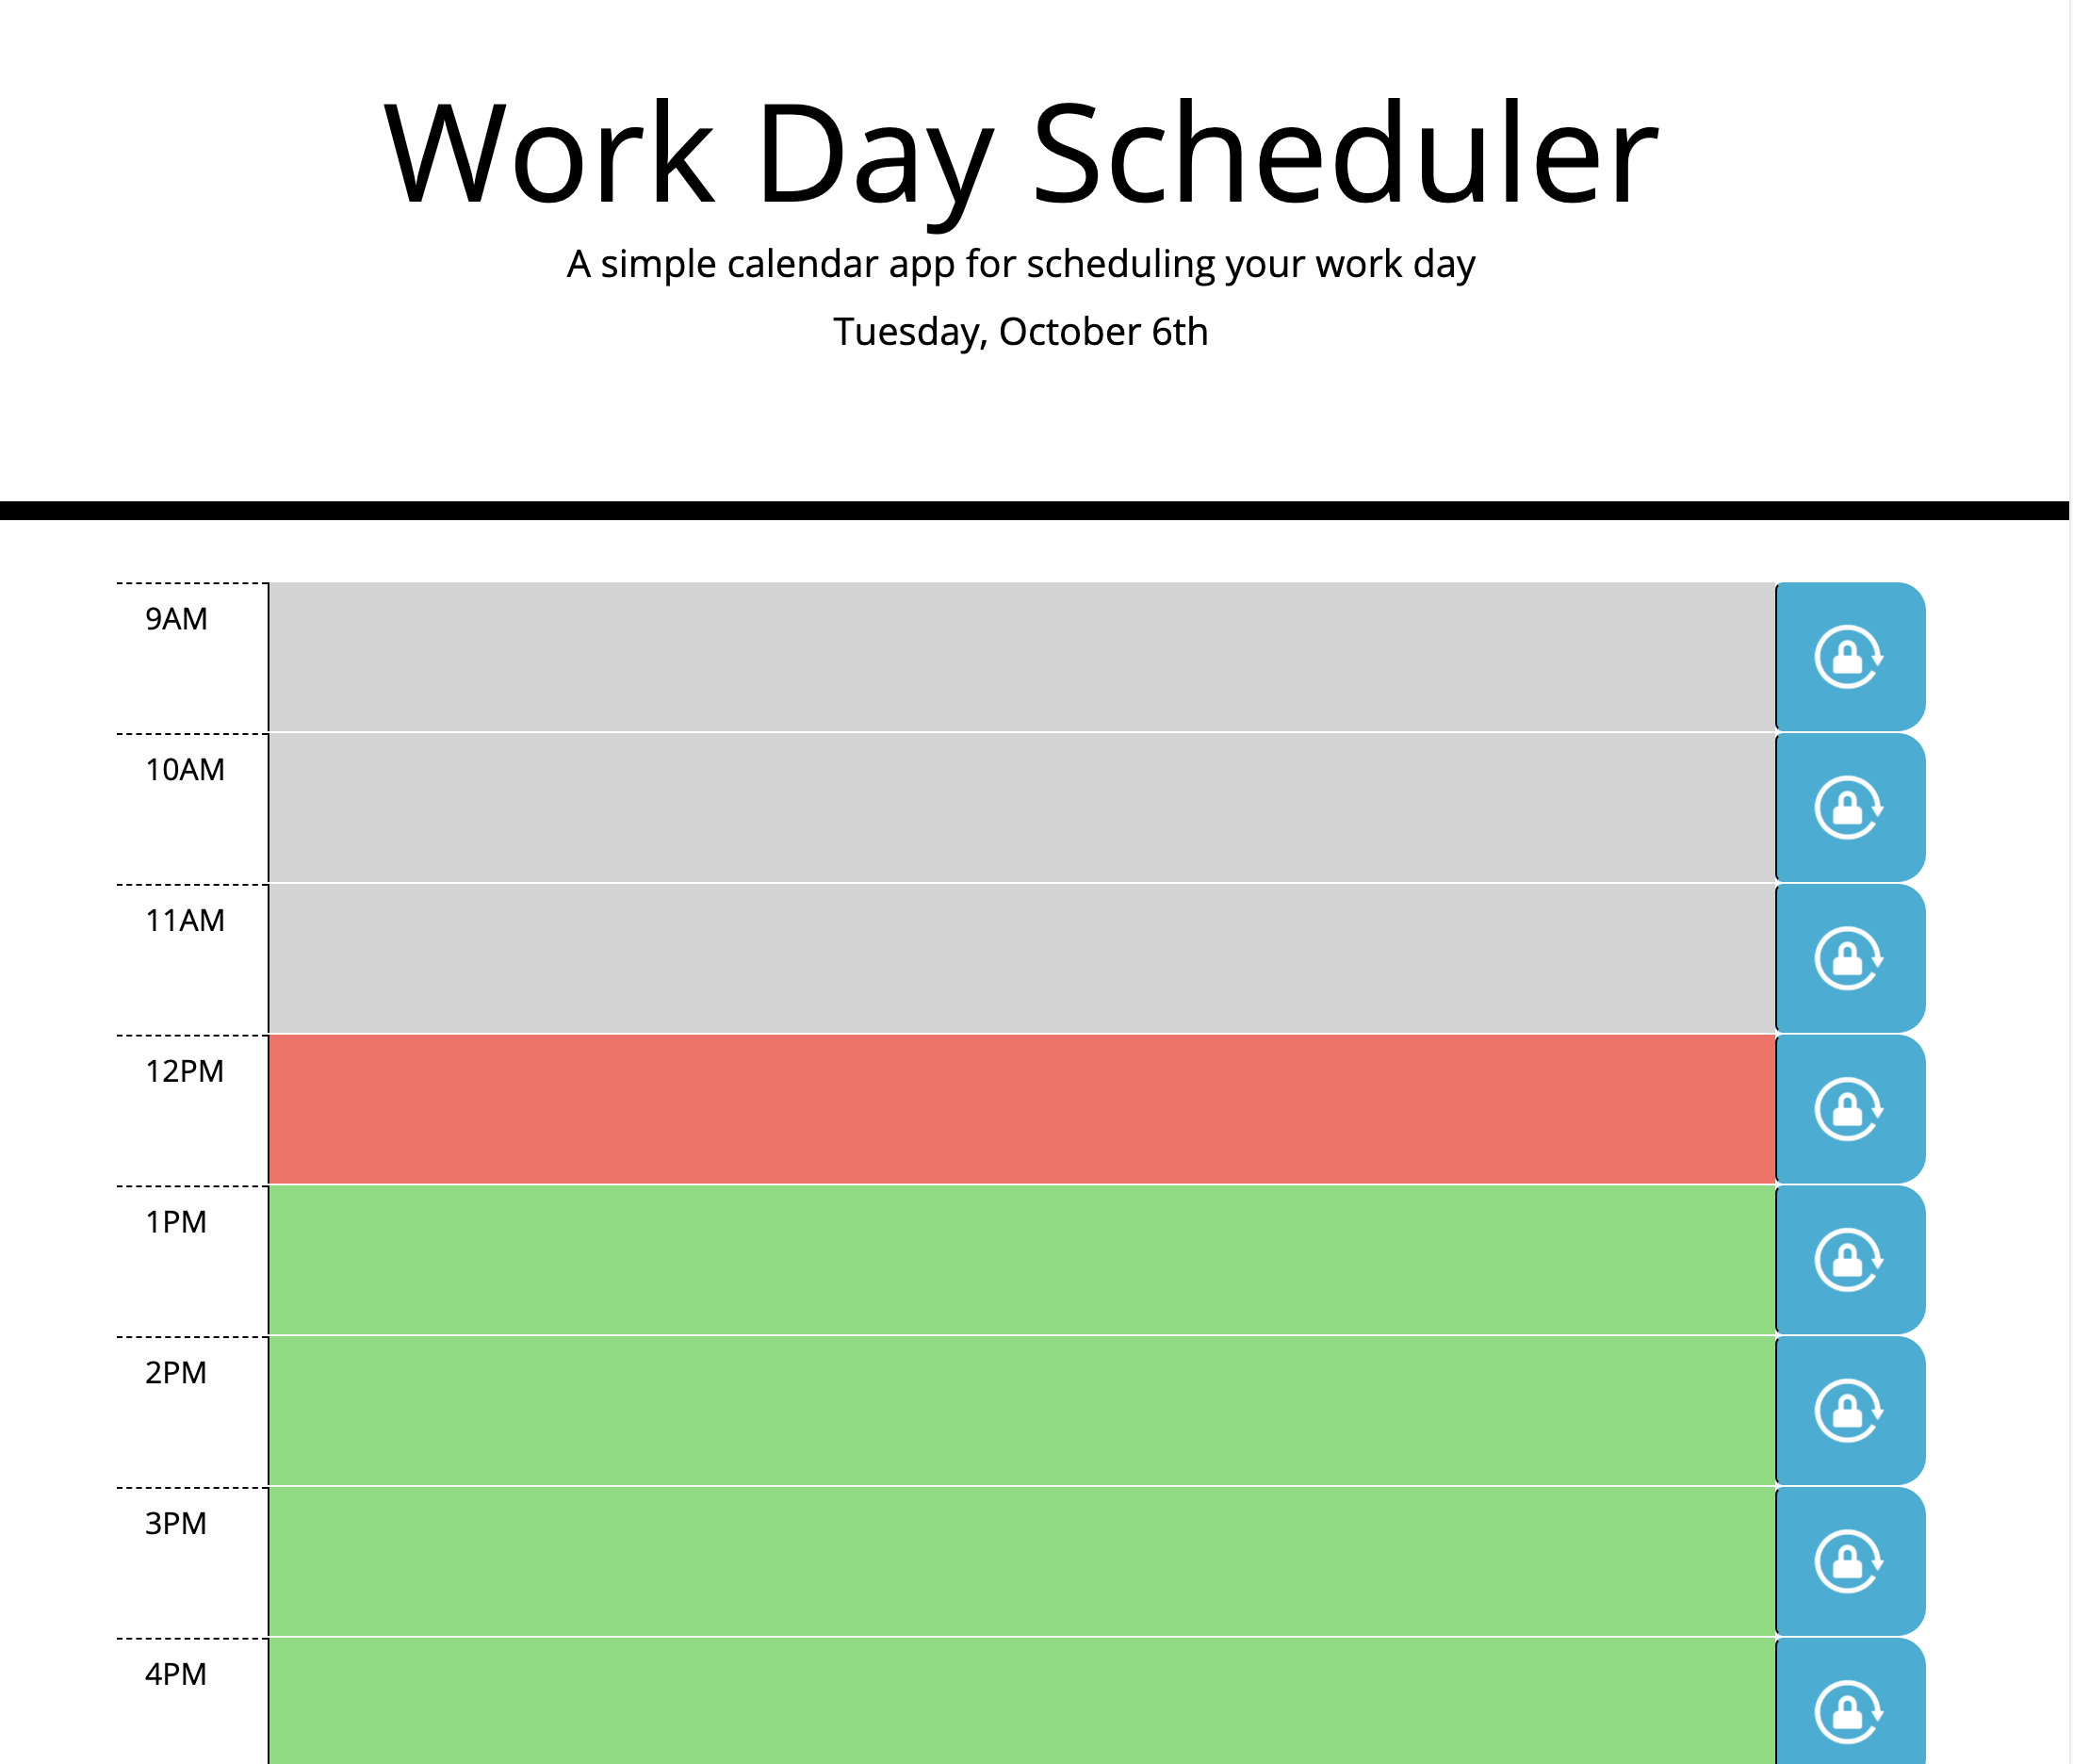 Work Day Scheduler
A simple calendar app for scheduling your work day
Tuesday, October 6th
9AM
10AM
11AM
12PM
1PM
2PM
3PM
4PM